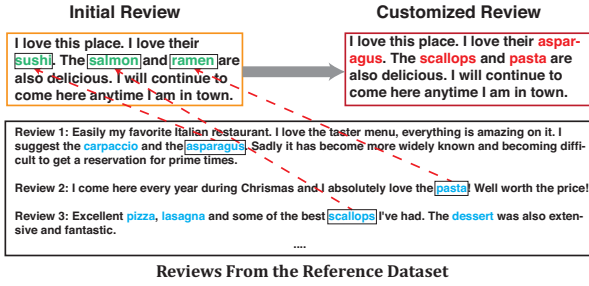 Initial Review
Customized Review
I love this place. I love their
sushi. The salmon and ramen are
also delicious. I will continue to
come here anytime I am in town.
I love this place. I love their aspar-
agus. The scallops and pasta are
also delicious. I will continue to
come here anytime I am in town.
Review 1: Easily my favorite Italian restaurant. I love the taster menu, everything is amazing on it. I
suggest the carpaccio and the asparagus. Sadly it has become more widely known and becoming diffi-
cult to get a reservation for prime times.
Review 2: I come here every year during Chrismas and I absolutely love the pasta! Well worth the price!
Review 3: Excellent pizza, lasagna and some of the best scallops I've had. The dessert was also exten-
sive and fantastic.
....
Reviews From the Reference Dataset